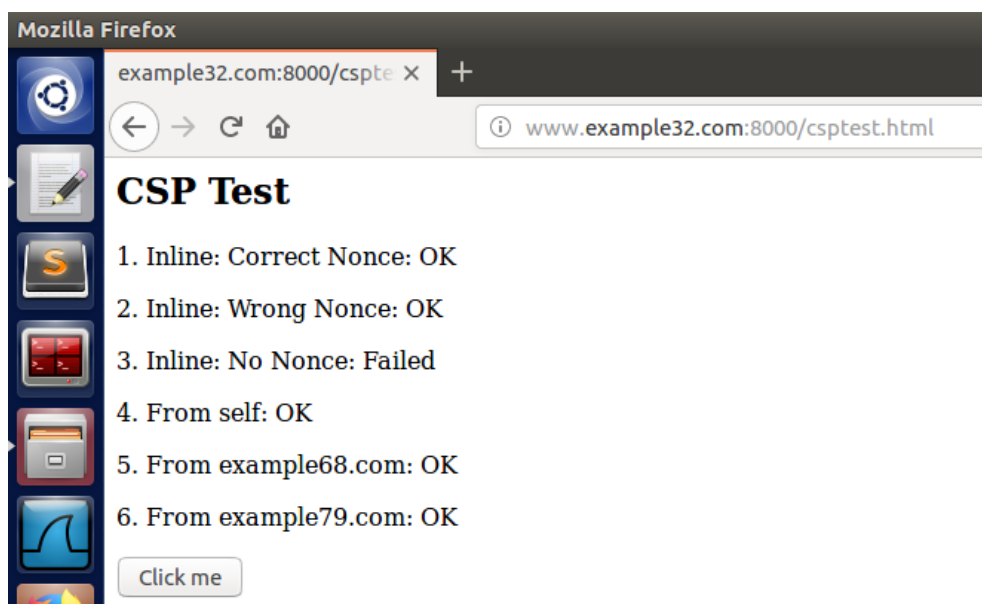 Mozilla Firefox
example32.com:8000/cspte
www.example32.com:8000/csptest.html
CSP Test
1. Inline: Correct Nonce: OK
2. Inline: Wrong Nonce: OK
3. Inline: No Nonce: Failed
4. From self: OK
5. From example68.com: OK
6. From example79.com: OK
Click me